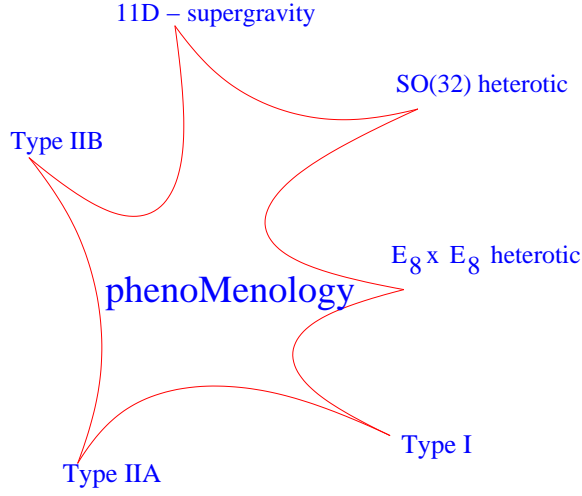 11D – supergravity
SO(32) heterotic
Type IIB
E8 x E8 heterotic
phenoMenology
Type I
Type IIA